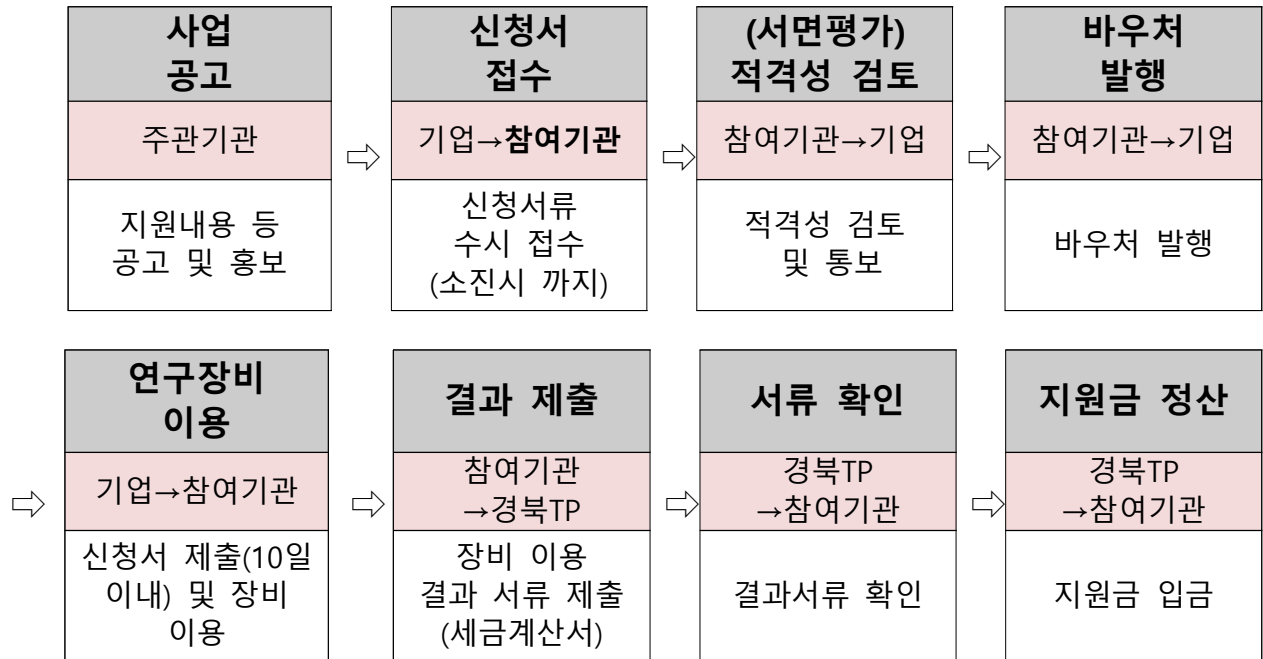 사업
공고
주관기관
지원내용 등
공고 및 홍보
⇨
신청서
접수
기업→참여기관
신청서류
수시 접수
(소진시 까지)
⇨
(서면평가)
적격성 검토
참여기관→기업
적격성 검토
및 통보
⇨
바우처
발행
참여기관→기업
바우처 발행
⇨
연구장비
이용
기업→참여기관
신청서 제출(10일
이내) 및 장비
이용
⇨
결과 제출
참여기관
→경북TP
장비 이용
결과 서류 제출
(세금계산서)
⇨
서류 확인
경북TP
→참여기관
결과서류 확인
⇨
지원금 정산
경북TP
→참여기관
지원금 입금